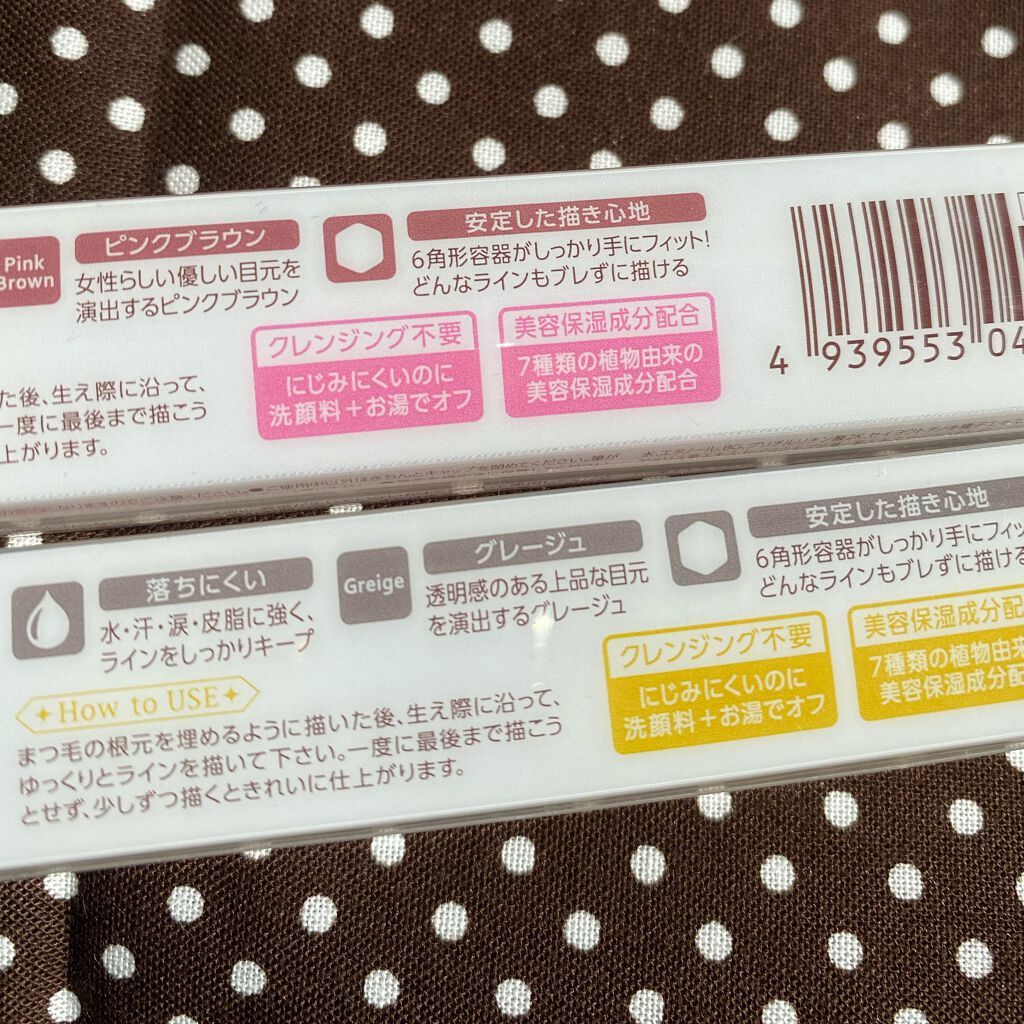 Pink
Brown
ピンクブラウン
女性らしい優しい目元を
演出するピンクブラウン
安定した描き心地
6角形容器がしっかり手にフィット!
どんなラインもブレずに描ける
クレンジング不要
にじみにくいのに
洗顔料+お湯でオフ
美容保湿成分配合
7種類の植物由来の
美容保湿成分配合
4 939553 04
た後、生え際に沿って、
一度に最後まで描こう
上がります。
落ちにくい
水・汗・涙・皮脂に強く、
ラインをしっかりキープ
Greige
グレージュ
透明感のある上品な目元
を演出するグレージュ
安定した描き心地
6角形容器がしっかり手にフィッ
どんなラインもブレずに描ける
クレンジング不要
にじみにくいのに
洗顔料+お湯でオフ
美容保湿成分配
7種類の植物由来
美容保湿成分配
How to USE
まつ毛の根元を埋めるように描いた後、生え際に沿って、
ゆっくりとラインを描いて下さい。一度に最後まで描こう
とせず、少しずつ描くときれいに仕上がります。